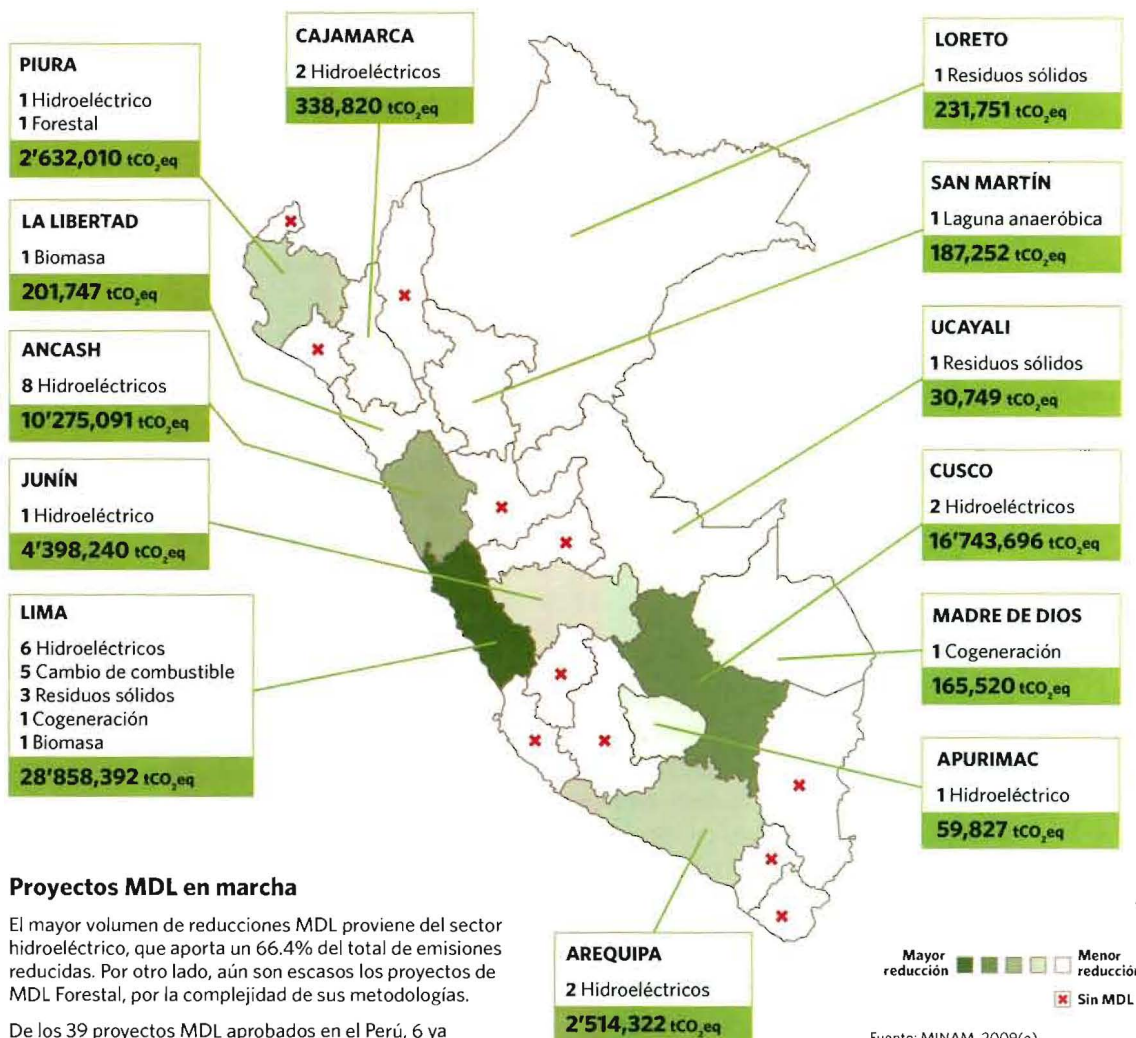 PIURA
1 Hidroeléctrico
1 Forestal
2'632,010 tCO₂eq
CAJAMARCA
2 Hidroeléctricos
338,820 tCO₂eq
LORETO
1 Residuos sólidos
231,751 tCO₂eq
LA LIBERTAD
1 Biomasa
201,747 tCO₂eq
SAN MARTÍN
1 Laguna anaeróbica
187,252 tCO₂eq
ANCASH
8 Hidroeléctricos
10'275,091 tCO₂eq
UCAYALI
1 Residuos sólidos
30,749 tCO₂eq
JUNÍN
1 Hidroeléctrico
4'398,240 tCO₂eq
CUSCO
2 Hidroeléctricos
16'743,696 tCO₂eq
LIMA
6 Hidroeléctricos
5 Cambio de combustible
3 Residuos sólidos
1 Cogeneración
1 Biomasa
28'858,392 tCO₂eq
MADRE DE DIOS
1 Cogeneración
165,520 tCO₂eq
APURIMAC
1 Hidroeléctrico
59,827 tCO₂eq
AREQUIPA
2 Hidroeléctricos
2'514,322 tCO₂eq
Proyectos MDL en marcha
El mayor volumen de reducciones MDL proviene del sector
hidroeléctrico, que aporta un 66.4% del total de emisiones
reducidas. Por otro lado, aún son escasos los proyectos de
MDL Forestal, por la complejidad de sus metodologías.
De los 39 proyectos MDL aprobados en el Perú, 6 ya
Mayor reducción
Menor reducción
Sin MDL
Fuente: MINAM, 2009(a)